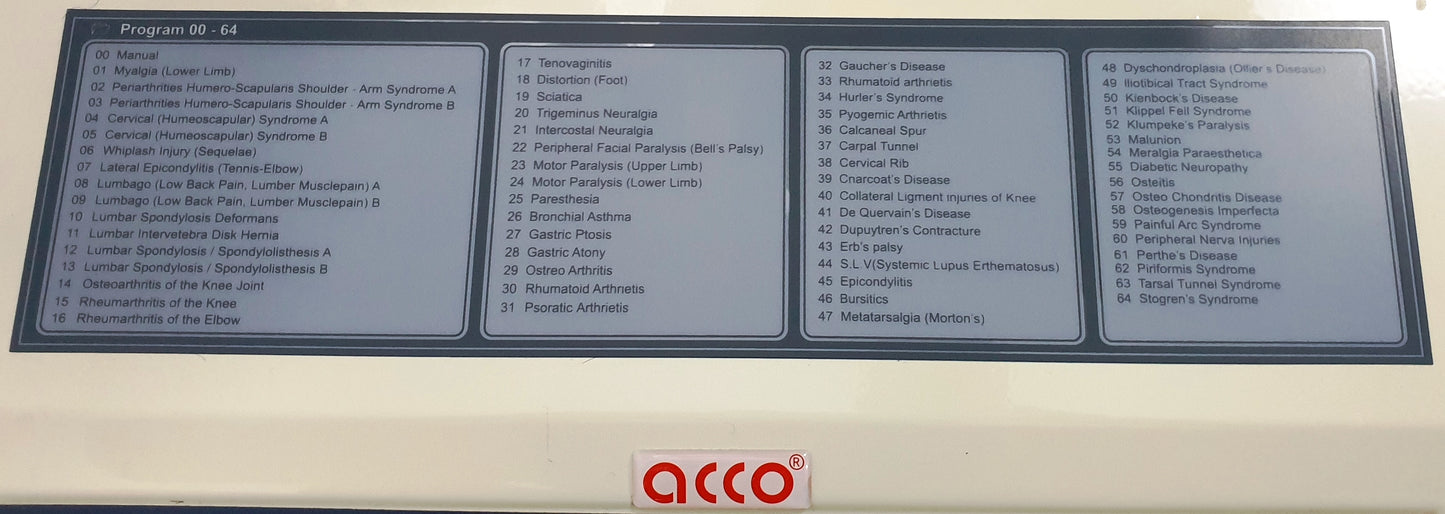 Program 00 - 64
00 Manual
01 Myalgia (Lower Limb)
02 Periarthrities Humero-Scapularis Shoulder - Arm Syndrome A
03 Periarthrities Humero-Scapularis Shoulder - Arm Syndrome B
04 Cervical (Humeoscapular) Syndrome A
05 Cervical (Humeoscapular) Syndrome B
06 Whiplash Injury (Sequelae)
07 Lateral Epicondylitis (Tennis-Elbow)
08 Lumbago (Low Back Pain, Lumber Musclepain) A
09 Lumbago (Low Back Pain, Lumber Musclepain) B
10 Lumbar Spondylosis Deformans
11 Lumbar Intervetebra Disk Hernia
12 Lumbar Spondylosis / Spondylolisthesis A
13 Lumbar Spondylosis / Spondylolisthesis B
14 Osteoarthritis of the Knee Joint
15 Rheumarthritis of the Knee
16 Rheumarthritis of the Elbow
17 Tenovaginitis
18 Distortion (Foot)
19 Sciatica
20 Trigeminus Neuralgia
21 Intercostal Neuralgia
22 Peripheral Facial Paralysis (Bell's Palsy)
23 Motor Paralysis (Upper Limb)
24 Motor Paralysis (Lower Limb)
25 Paresthesia
26 Bronchial Asthma
27 Gastric Ptosis
28 Gastric Atony
29 Ostreo Arthritis
30 Rhumatoid Arthrietis
31 Psoratic Arthrietis
32 Gaucher's Disease
33 Rhumatoid arthrietis
34 Hurler's Syndrome
35 Pyogemic Arthrietis
36 Calcaneal Spur
37 Carpal Tunnel
38 Cervical Rib
39 Cnarcoat's Disease
40 Collateral Ligment injunes of Knee
41 De Quervain's Disease
42 Dupuytren's Contracture
43 Erb's palsy
44 S.L.V(Systemic Lupus Erthematosus)
45 Epicondylitis
46 Bursitics
47 Metatarsalgia (Morton's)
48 Dyschondroplasia (Ollier's Disease)
49 Iliotibical Tract Syndrome
50 Kienbock's Disease
51 Klippel Fell Syndrome
52 Klumpeke's Paralysis
53 Malunion
54 Meralgia Paraesthetica
55 Diabetic Neuropathy
56 Osteitis
57 Osteo Chondritis Disease
58 Osteogenesis Imperfecta
59 Painful Arc Syndrome
60 Peripheral Nerva Injuries
61 Perthe's Disease
62 Piriformis Syndrome
63 Tarsal Tunnel Syndrome
64 Stogren's Syndrome
acco®